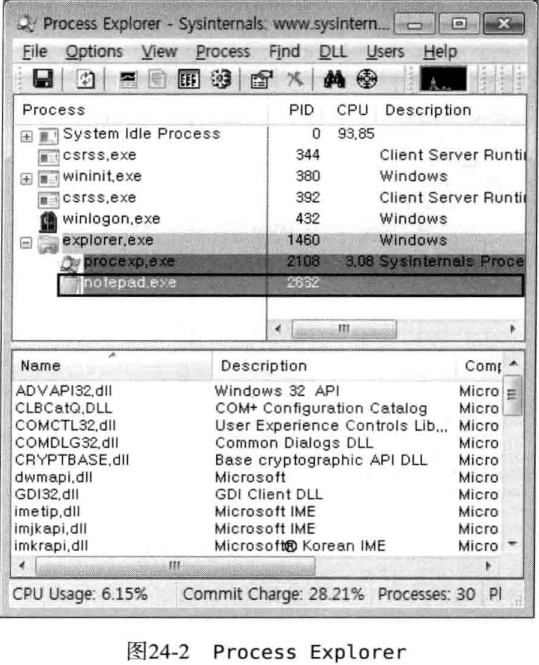 Process Explorer - Sysinternals: www.sysintern...
File Options View Process Find DLL Users Help
Process PID CPU Description
System Idle Process 0 93,85
csrss,exe 344 Client Server Runti
wininit,exe 380 Windows
csrss,exe 392 Client Server Runti
winlogon,exe 432 Windows
explorer,exe 1460 Windows
procexp,exe 2108 3,08 Sysinternals Proce
notepad,exe 2832
Name Description Comp
ADVAPI32,dll Windows 32 API Micro
CLBCatQ,DLL COM+ Configuration Catalog Micro
COMCTL32,dll User Experience Controls Lib,,, Micro
COMDLG32,dll Common Dialogs DLL Micro
CRYPTBASE,dll Base cryptographic API DLL Micro
dwmapi,dll Microsoft Micro
GDI32,dll GDI Client DLL Micro
imetip,dll Microsoft IME Micro
imjkapi,dll Microsoft IME Micro
imkrapi,dll Microsoft® Korean IME Micro
CPU Usage: 6.15% Commit Charge: 28.21% Processes: 30 Pl
图24-2 Process Explorer